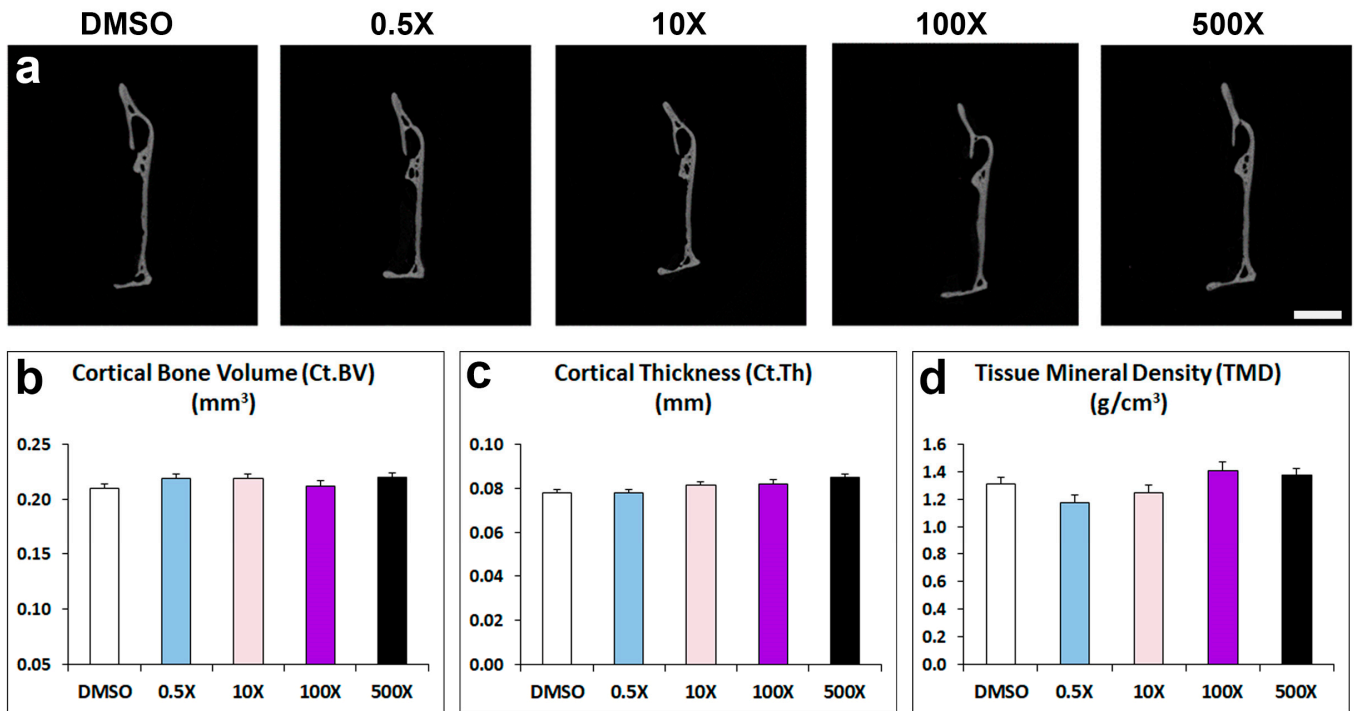 DMSO 0.5X 10X 100X 500X
a
b Cortical Bone Volume (Ct.BV)
(mm³)
0.25
0.20
0.15
0.10
0.05
DMSO 0.5X 10X 100X 500X
c Cortical Thickness (Ct.Th)
(mm)
0.10
0.08
0.06
0.04
0.02
0.00
DMSO 0.5X 10X 100X 500X
d Tissue Mineral Density (TMD)
(g/cm³)
1.6
1.4
1.2
1.0
0.8
0.6
0.4
0.2
0.0
DMSO 0.5X 10X 100X 500X